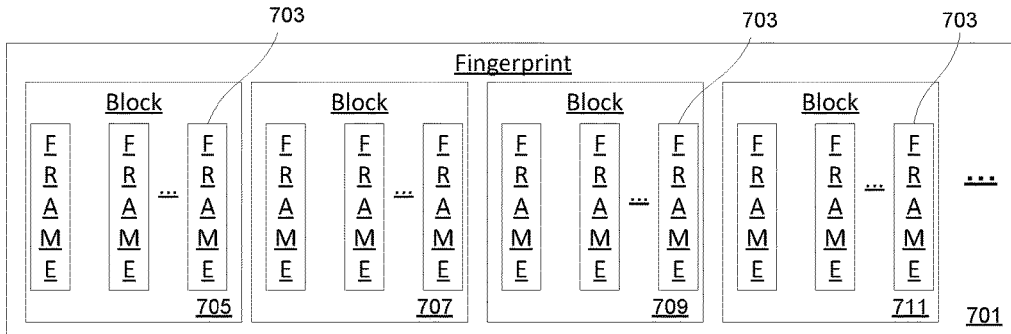 703 703 703
Fingerprint
Block Block Block Block
F F F F F F F F F F F F
R R R R R R R R R R R R
A A ... A A A ... A A A ... A A A ... A ...
M M M M M M M M M M M M
E E E E E E E E E E E E
705 707 709 711 701